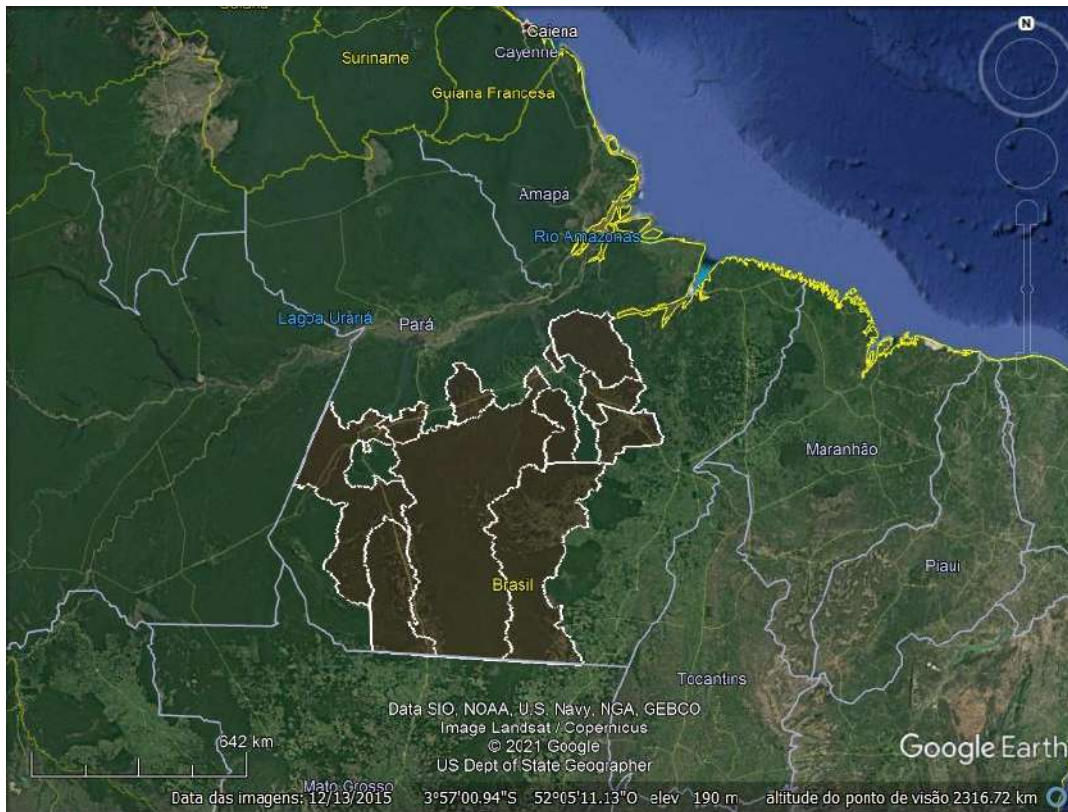 Caiena
Cayenne
Suriname
Guiana Francesa
N
Amapá
Rio Amazonas
Lagoa Urariá
Pará
Maranhão
Piauí
Brasil
Tocantins
Data SIO, NOAA, U.S. Navy, NGA, GEBCO
Image Landsat / Copernicus
© 2021 Google
US Dept of State Geographer
642 km
Google Earth
Mato Grosso
Data das imagens: 12/13/2015 3°57'00.94"S 52°05'11.13"O elev 190 m altitude do ponto de visão 2316.72 km